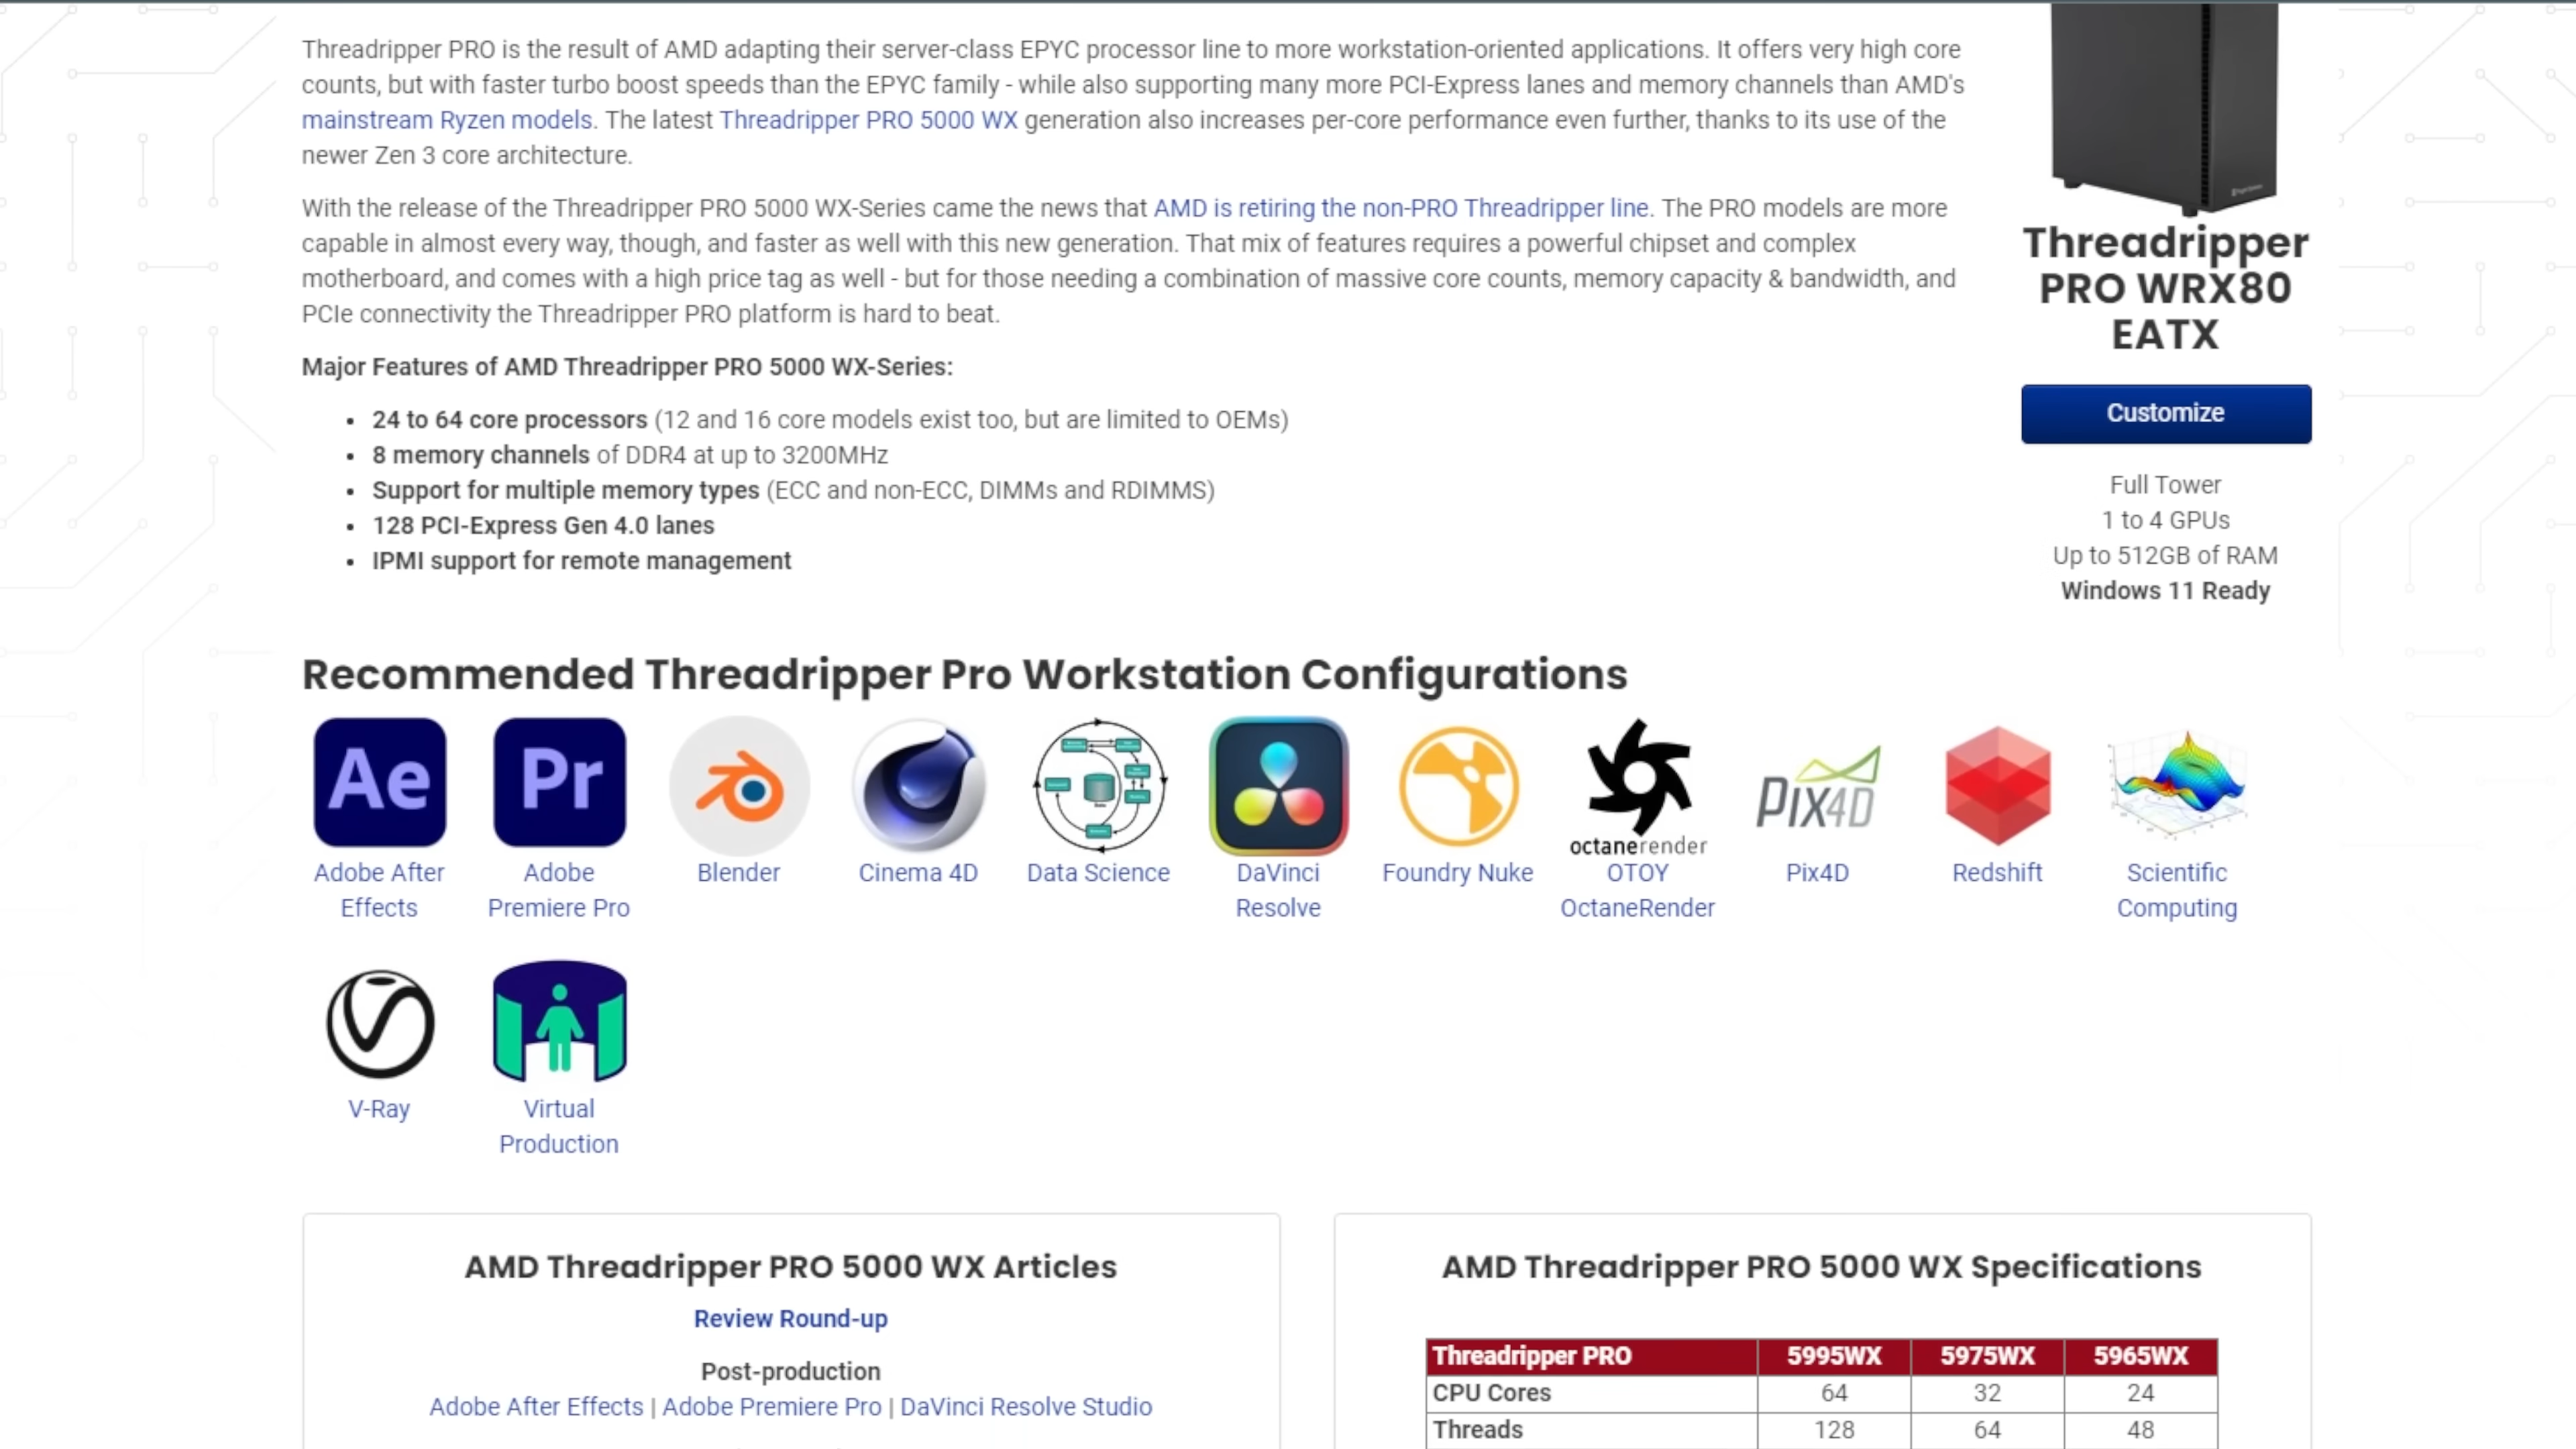 Threadripper PRO is the result of AMD adapting their server-class EPYC processor line to more workstation-oriented applications. It offers very high core
counts, but with faster turbo boost speeds than the EPYC family - while also supporting many more PCI-Express lanes and memory channels than AMD's
mainstream Ryzen models. The latest Threadripper PRO 5000 WX generation also increases per-core performance even further, thanks to its use of the
newer Zen 3 core architecture.
With the release of the Threadripper PRO 5000 WX-Series came the news that AMD is retiring the non-PRO Threadripper line. The PRO models are more
capable in almost every way, though, and faster as well with this new generation. That mix of features requires a powerful chipset and complex
motherboard, and comes with a high price tag as well - but for those needing a combination of massive core counts, memory capacity & bandwidth, and
PCIe connectivity the Threadripper PRO platform is hard to beat.
Major Features of AMD Threadripper PRO 5000 WX-Series:
• 24 to 64 core processors (12 and 16 core models exist too, but are limited to OEMs)
• 8 memory channels of DDR4 at up to 3200MHz
• Support for multiple memory types (ECC and non-ECC, DIMMs and RDIMMS)
• 128 PCI-Express Gen 4.0 lanes
• IPMI support for remote management
Threadripper
PRO WRX80
EATX
Customize
Full Tower
1 to 4 GPUs
Up to 512GB of RAM
Windows 11 Ready
Recommended Threadripper Pro Workstation Configurations
Ae
Pr
PIX4D
octanerender
Adobe After
Effects
Adobe
Premiere Pro
Blender
Cinema 4D
Data Science
DaVinci
Resolve
Foundry Nuke
OTOY
OctaneRender
Pix4D
Redshift
Scientific
Computing
V-Ray
Virtual
Production
AMD Threadripper PRO 5000 WX Articles
Review Round-up
Post-production
Adobe After Effects | Adobe Premiere Pro | DaVinci Resolve Studio
AMD Threadripper PRO 5000 WX Specifications
Threadripper PRO 5995WX 5975WX 5965WX
CPU Cores 64 32 24
Threads 128 64 48